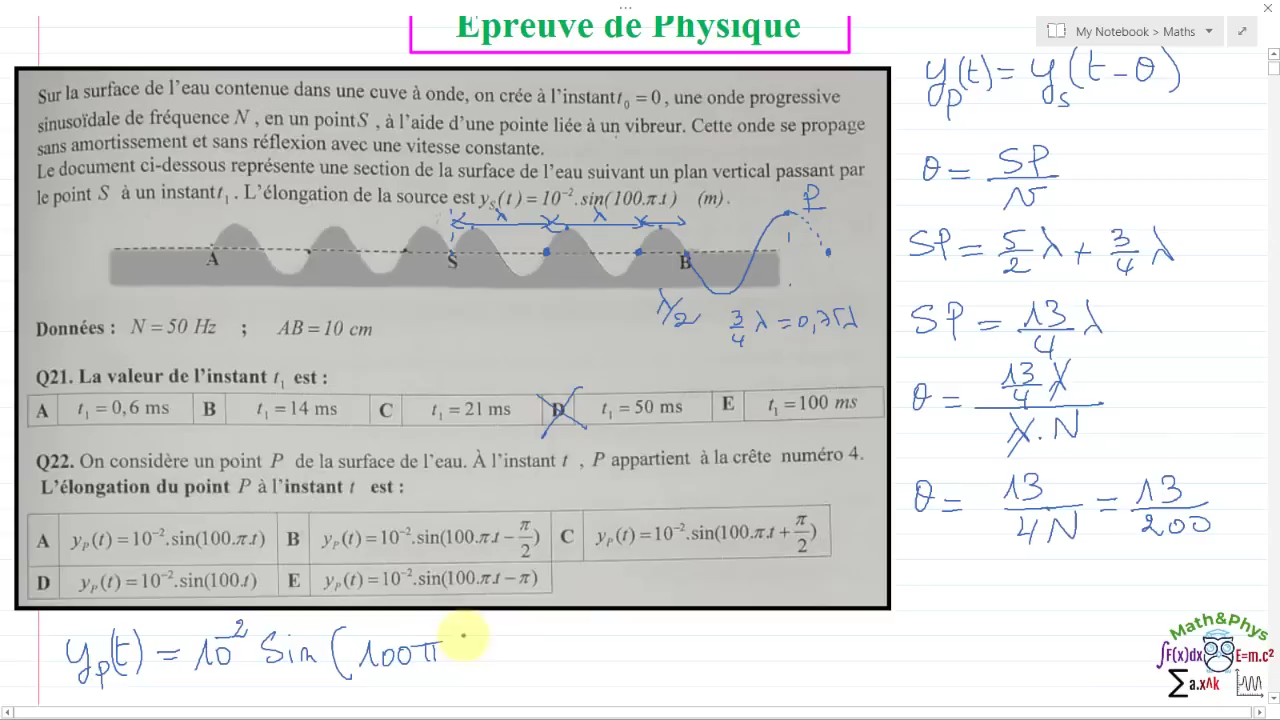 Epreuve de Physique
My Notebook > Maths
Sur la surface de l'eau contenue dans une cuve à onde, on crée à l'instant t₀ = 0, une onde progressive
sinusoïdale de fréquence N, en un point S, à l'aide d'une pointe liée à un vibreur. Cette onde se propage
sans amortissement et sans réflexion avec une vitesse constante.
Le document ci-dessous représente une section de la surface de l'eau suivant un plan vertical passant par
le point S à un instant t₁. L'élongation de la source est yₛ(t) = 10⁻².sin(100.π.t) (m).
λ λ P
A S B
λ/2 3/4 λ = 0,75λ
Données : N = 50 Hz ; AB = 10 cm
Q21. La valeur de l'instant t₁ est :
A t₁ = 0,6 ms B t₁ = 14 ms C t₁ = 21 ms D t₁ = 50 ms E t₁ = 100 ms
Q22. On considère un point P de la surface de l'eau. À l'instant t, P appartient à la crête numéro 4.
L'élongation du point P à l'instant t est :
A y_P(t) = 10⁻².sin(100.π.t) B y_P(t) = 10⁻².sin(100.π.t − π/2) C y_P(t) = 10⁻².sin(100.π.t + π/2)
D y_P(t) = 10⁻².sin(100.t) E y_P(t) = 10⁻².sin(100.π.t − π)
y_p(t) = 10⁻² Sin (100π
y_p(t) = y_s(t − θ)
θ = SP/v
SP = 5/2 λ + 3/4 λ
SP = 13/4 λ
θ = 13/4 λ / λ.N
θ = 13/4N = 13/200
Math&Phys
∫F(x)dx E=m.c²
∑ a.x∧k